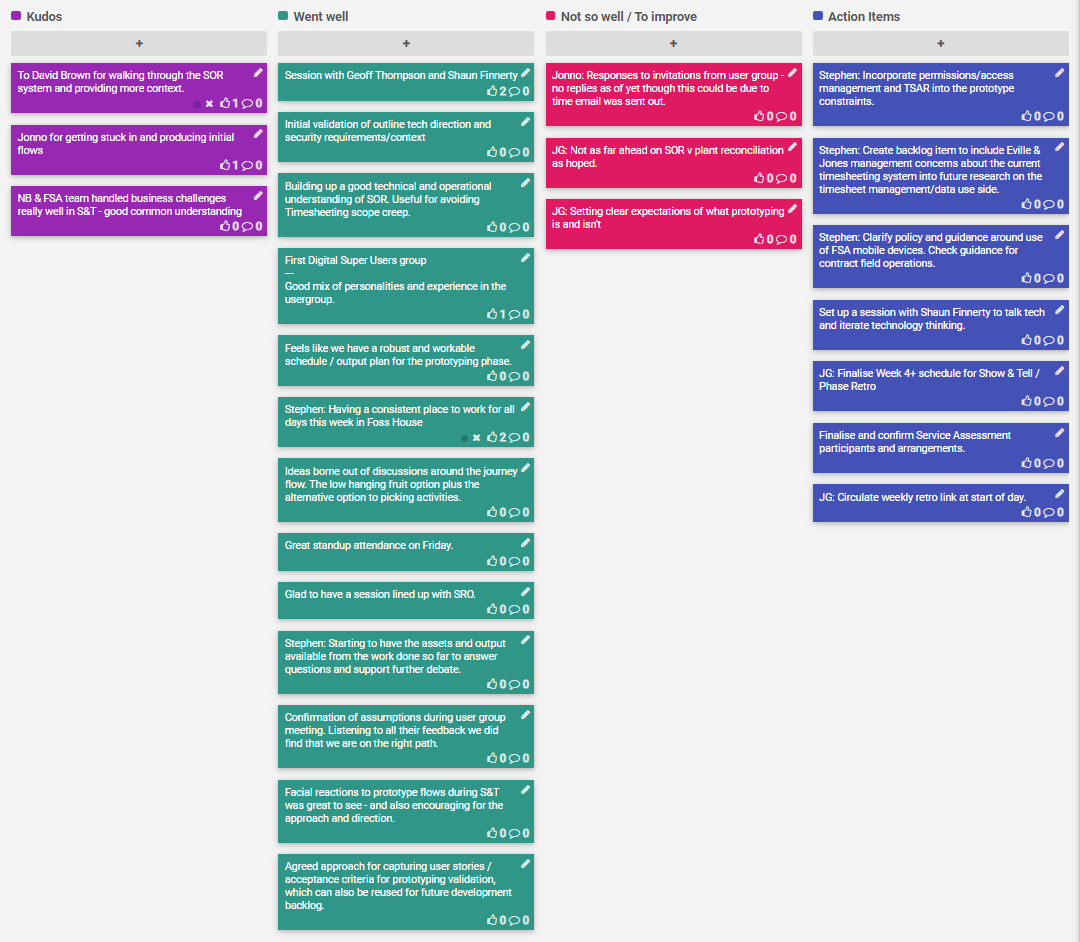 Kudos
+
To David Brown for walking through the SOR
system and providing more context.
1 0
Jonno for getting stuck in and producing initial
flows
1 0
NB & FSA team handled business challenges
really well in S&T - good common understanding
0 0
Went well
+
Session with Geoff Thompson and Shaun Finnerty
2 0
Initial validation of outline tech direction and
security requirements/context
0 0
Building up a good technical and operational
understanding of SOR. Useful for avoiding
Timesheeting scope creep.
0 0
First Digital Super Users group
—
Good mix of personalities and experience in the
usergroup.
1 0
Feels like we have a robust and workable
schedule / output plan for the prototyping phase.
0 0
Stephen: Having a consistent place to work for all
days this week in Foss House
2 0
Ideas borne out of discussions around the journey
flow. The low hanging fruit option plus the
alternative option to picking activities.
0 0
Great standup attendance on Friday.
0 0
Glad to have a session lined up with SRO.
0 0
Stephen: Starting to have the assets and output
available from the work done so far to answer
questions and support further debate.
0 0
Confirmation of assumptions during user group
meeting. Listening to all their feedback we did
find that we are on the right path.
0 0
Facial reactions to prototype flows during S&T
was great to see - and also encouraging for the
approach and direction.
0 0
Agreed approach for capturing user stories /
acceptance criteria for prototyping validation,
which can also be reused for future development
backlog.
0 0
Not so well / To improve
+
Jonno: Responses to invitations from user group -
no replies as of yet though this could be due to
time email was sent out.
0 0
JG: Not as far ahead on SOR v plant reconciliation
as hoped.
0 0
JG: Setting clear expectations of what prototyping
is and isn't
0 0
Action Items
+
Stephen: Incorporate permissions/access
management and TSAR into the prototype
constraints.
0 0
Stephen: Create backlog item to include Eville &
Jones management concerns about the current
timesheeting system into future research on the
timesheet management/data use side.
0 0
Stephen: Clarify policy and guidance around use
of FSA mobile devices. Check guidance for
contract field operations.
0 0
Set up a session with Shaun Finnerty to talk tech
and iterate technology thinking.
0 0
JG: Finalise Week 4+ schedule for Show & Tell /
Phase Retro
0 0
Finalise and confirm Service Assessment
participants and arrangements.
0 0
JG: Circulate weekly retro link at start of day.
0 0